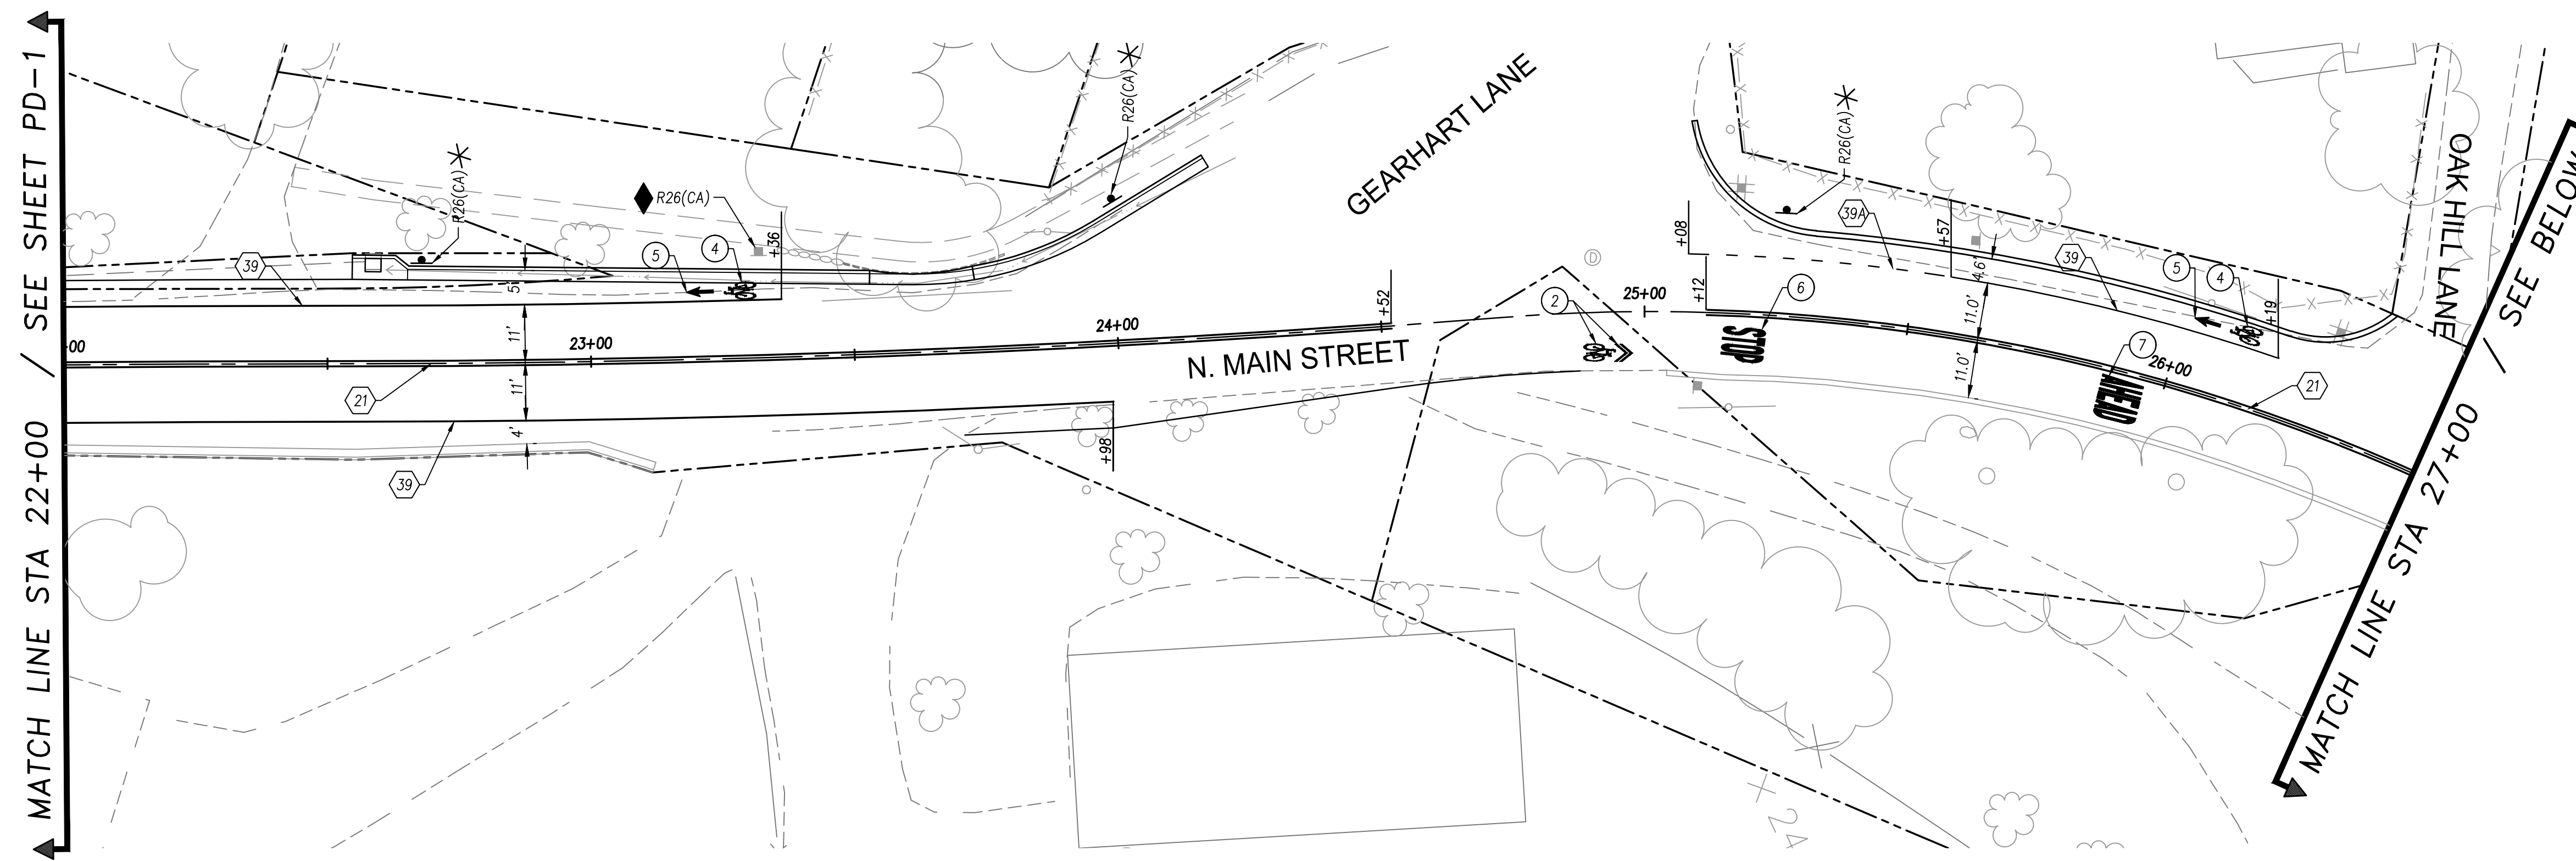 MATCH LINE STA 22+00 / SEE SHEET PD-1
R26(CA)
R26(CA)
R26(CA)
R26(CA)
GEARHART LANE
OAK HILL LANE
39
5
4
+36
5'
11'
11'
4'
-00
23+00
24+00
25+00
26+00
+52
+98
21
39
N. MAIN STREET
D
2
+08
+12
6
STOP
39A
+57
4.6'
11.0'
11.0'
39
5
4
+19
7
AHEAD
21
MATCH LINE STA 27+00 / SEE BELOW
24